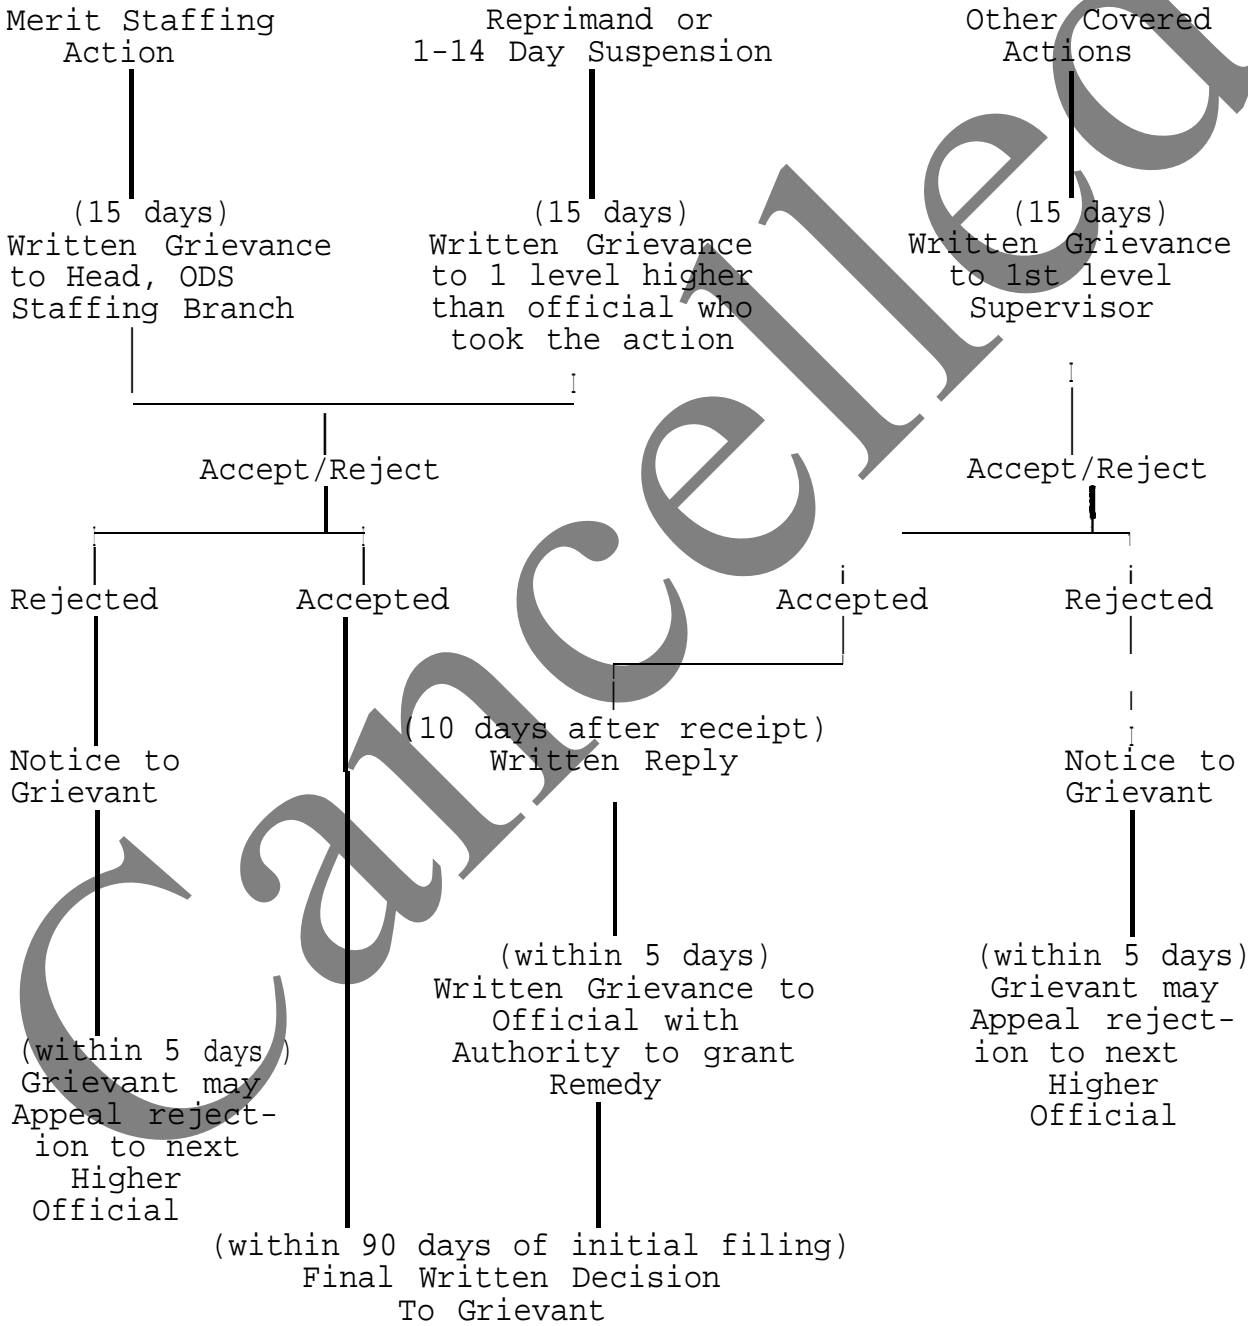 Merit Staffing
Action
Reprimand or
1-14 Day Suspension
Other Covered
Actions
(15 days)
Written Grievance
to Head, ODS
Staffing Branch
(15 days)
Written Grievance
to 1 level higher
than official who
took the action
(15 days)
Written Grievance
to 1st level
Supervisor
Accept/Reject
Accept/Reject
Rejected
Accepted
Accepted
Rejected
(10 days after receipt)
Written Reply
Notice to
Grievant
Notice to
Grievant
(within 5 days)
Written Grievance to
Official with
Authority to grant
Remedy
(within 5 days)
Grievant may
Appeal reject-
ion to next
Higher
Official
(within 5 days )
Grievant may
Appeal reject-
ion to next
Higher
Official
(within 90 days of initial filing)
Final Written Decision
To Grievant
Cancelled